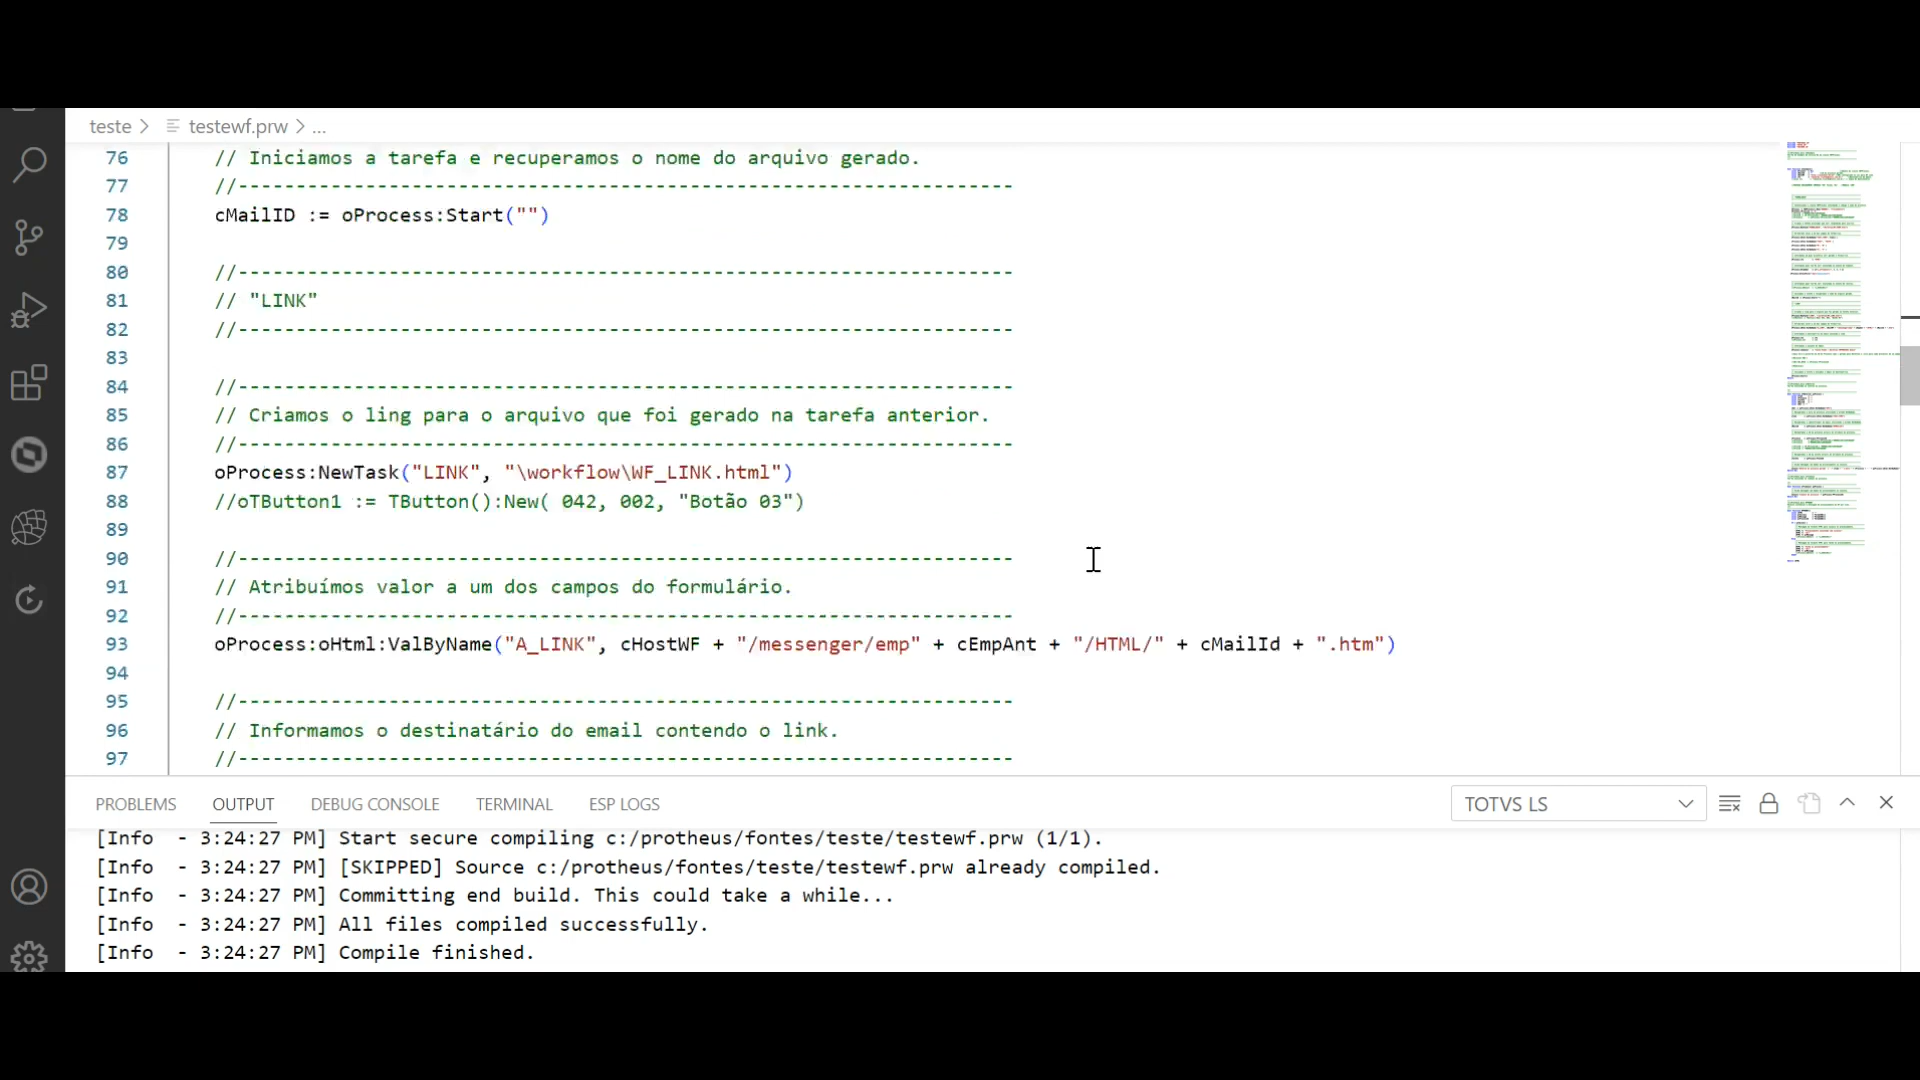 teste > testewf.prw > ...
76 // Iniciamos a tarefa e recuperamos o nome do arquivo gerado.
77 //-------------------------------------------------------------------
78 cMailID := oProcess:Start("")
79
80 //-------------------------------------------------------------------
81 // "LINK"
82 //-------------------------------------------------------------------
83
84 //-------------------------------------------------------------------
85 // Criamos o ling para o arquivo que foi gerado na tarefa anterior.
86 //-------------------------------------------------------------------
87 oProcess:NewTask("LINK", "\workflow\WF_LINK.html")
88 //oTButton1 := TButton():New( 042, 002, "Botão 03")
89
90 //-------------------------------------------------------------------
91 // Atribuímos valor a um dos campos do formulário.
92 //-------------------------------------------------------------------
93 oProcess:oHtml:ValByName("A_LINK", cHostWF + "/messenger/emp" + cEmpAnt + "/HTML/" + cMailId + ".htm")
94
95 //-------------------------------------------------------------------
96 // Informamos o destinatário do email contendo o link.
97 //-------------------------------------------------------------------
PROBLEMS OUTPUT DEBUG CONSOLE TERMINAL ESP LOGS TOTVS LS
[Info  - 3:24:27 PM] Start secure compiling c:/protheus/fontes/teste/testewf.prw (1/1).
[Info  - 3:24:27 PM] [SKIPPED] Source c:/protheus/fontes/teste/testewf.prw already compiled.
[Info  - 3:24:27 PM] Committing end build. This could take a while...
[Info  - 3:24:27 PM] All files compiled successfully.
[Info  - 3:24:27 PM] Compile finished.